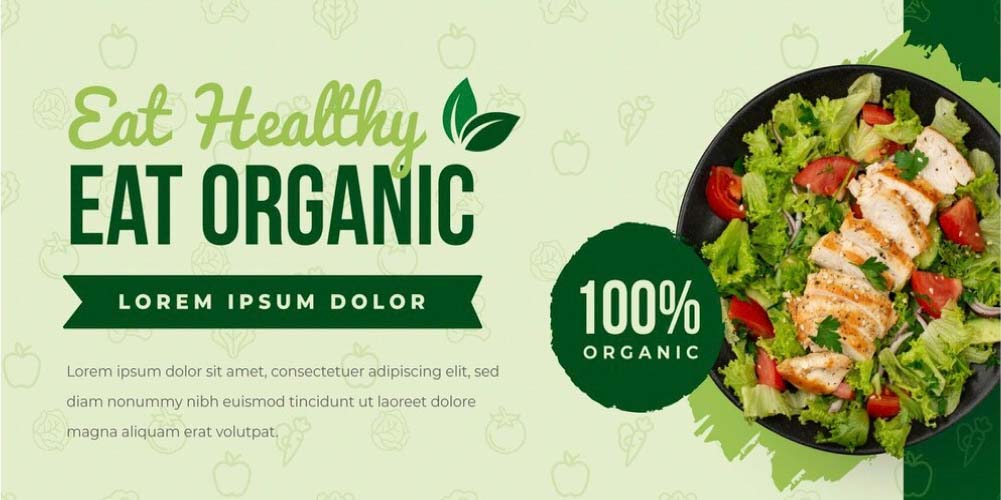 Eat Healthy
EAT ORGANIC
LOREM IPSUM DOLOR
Lorem ipsum dolor sit amet, consectetuer adipiscing elit, sed
diam nonummy nibh euismod tincidunt ut laoreet dolore
magna aliquam erat volutpat.
100%
ORGANIC